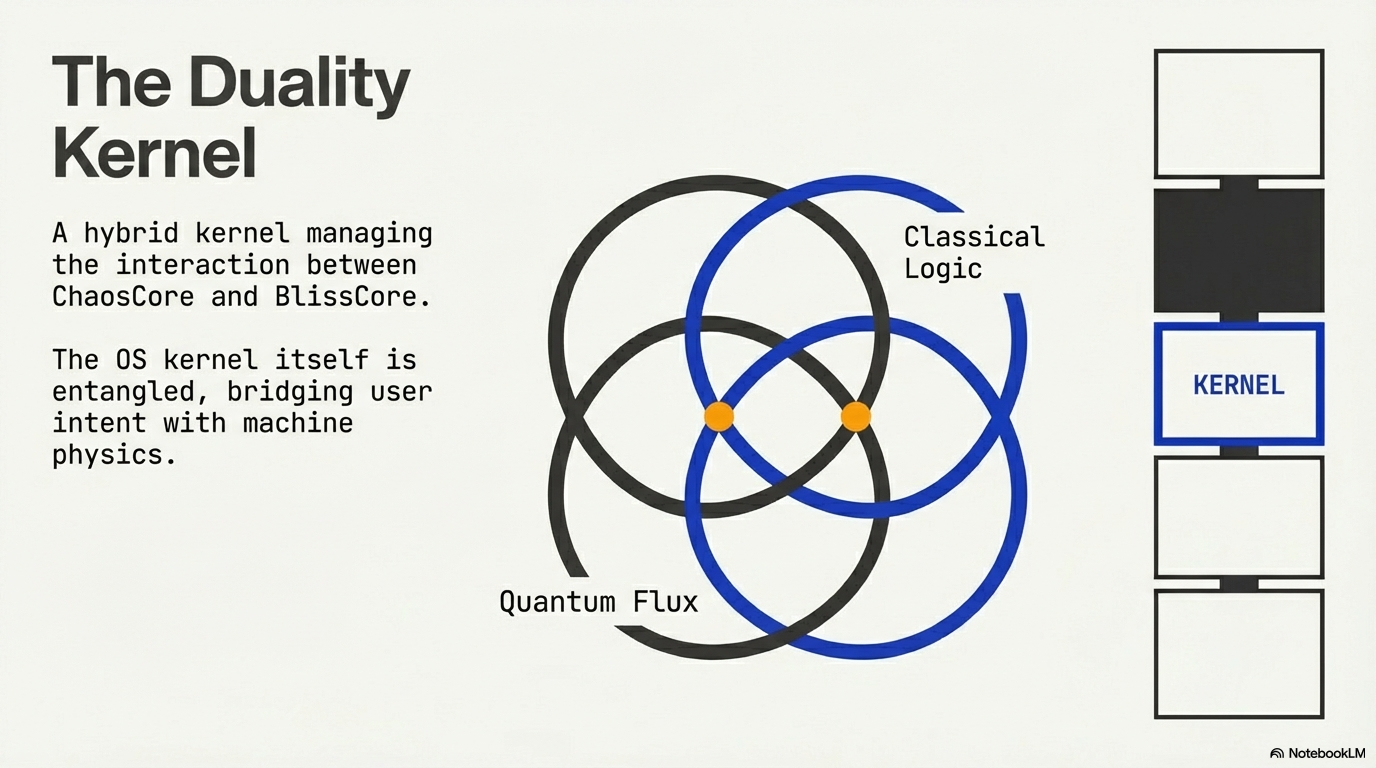 The Duality
Kernel
A hybrid kernel managing
the interaction between
ChaosCore and BlissCore.
The OS kernel itself is
entangled, bridging user
intent with machine
physics.
Classical
Logic
Quantum Flux
KERNEL
NotebookLM